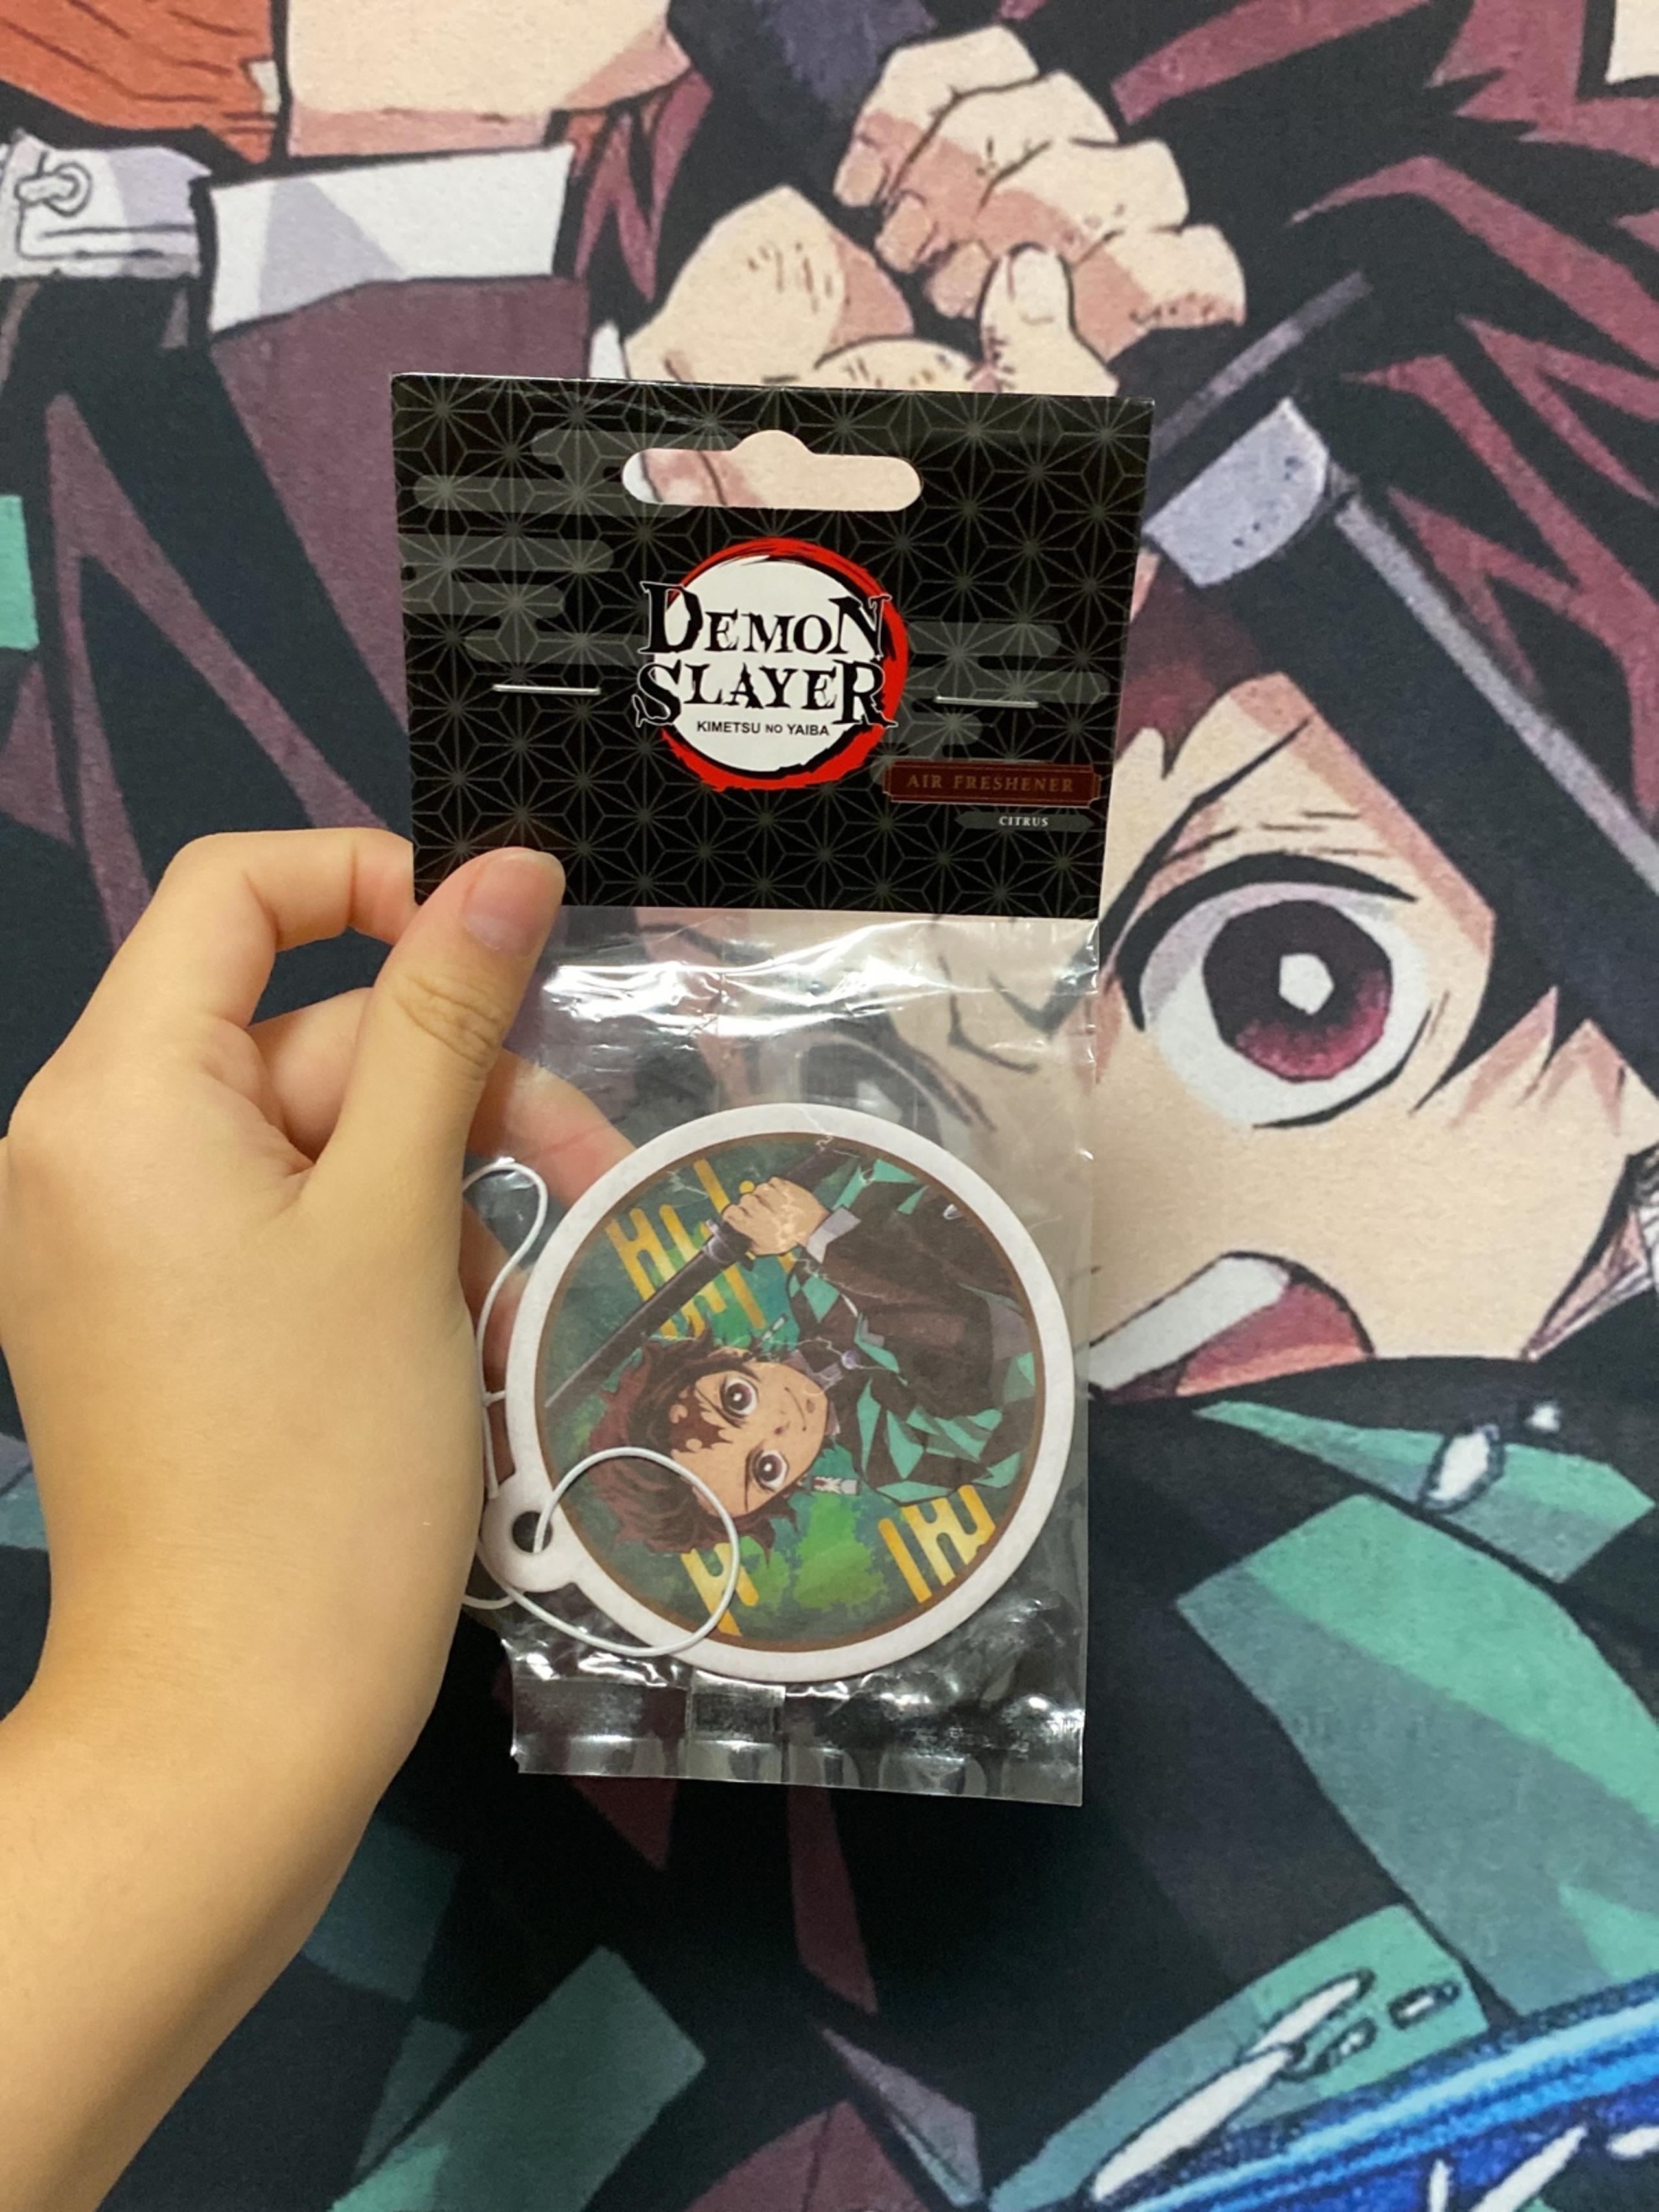 DEMON
SLAYER
KIMETSU NO YAIBA
AIR FRESHENER
CITRUS